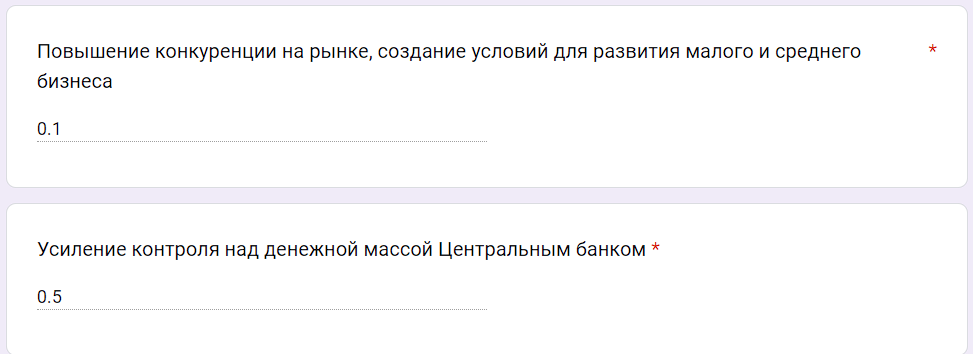 Повышение конкуренции на рынке, создание условий для развития малого и среднего *
бизнеса
0.1
Усиление контроля над денежной массой Центральным банком *
0.5